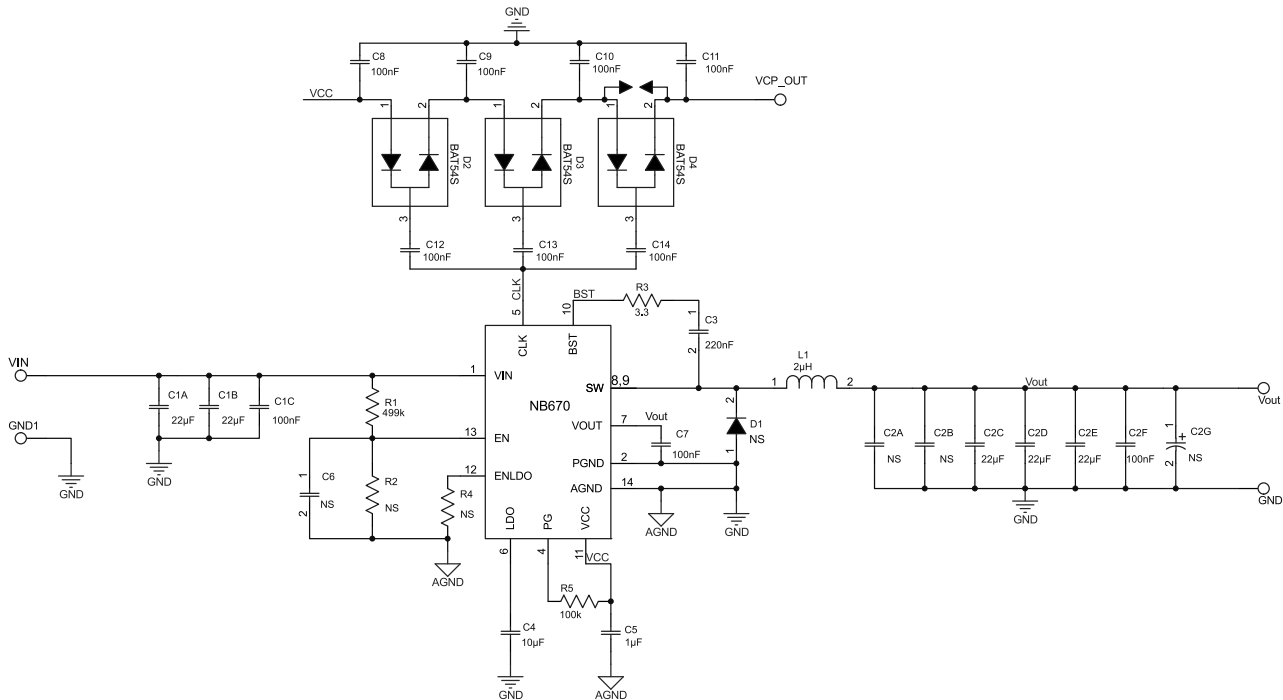 GND
C8
100nF
C9
100nF
C10
100nF
C11
100nF
VCC
VCP_OUT
1
2
1
2
1
2
D2
BAT54S
D3
BAT54S
D4
BAT54S
3
3
3
C12
100nF
C13
100nF
C14
100nF
CLK
5
BST
10
R3
3.3
1
C3
220nF
2
CLK
BST
VIN
1
VIN
SW
8,9
L1
2µH
1
2
Vout
Vout
C1A
22µF
C1B
22µF
C1C
100nF
R1
499k
NB670
GND1
GND
GND
13
EN
VOUT
7
Vout
C7
100nF
2
D1
NS
1
C2A
NS
C2B
NS
C2C
22µF
C2D
22µF
C2E
22µF
C2F
100nF
1
+
C2G
NS
2
12
ENLDO
PGND
2
AGND
14
1
C6
NS
2
R2
NS
R4
NS
LDO
PG
VCC
AGND
GND
GND
GND
6
4
11
VCC
AGND
R5
100k
C4
10µF
C5
1µF
GND
AGND